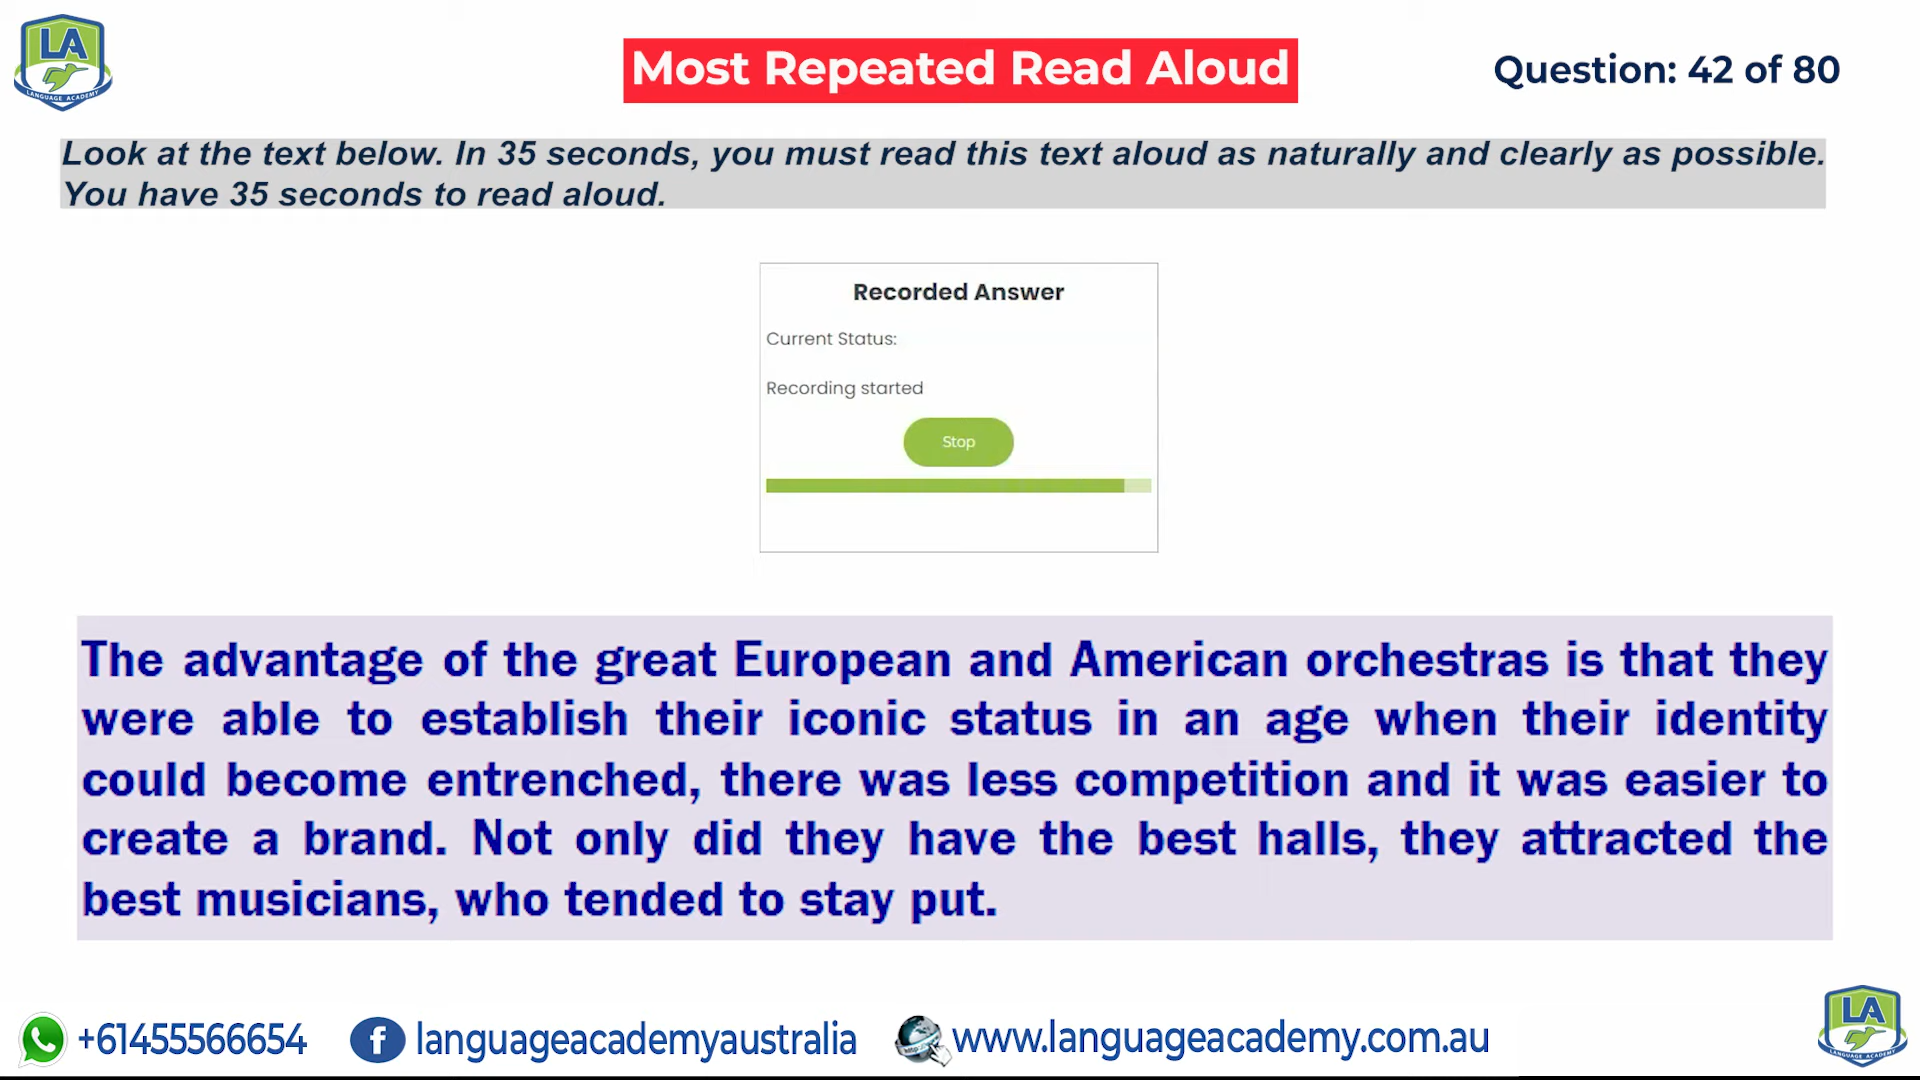 LA
LANGUAGE ACADEMY
Most Repeated Read Aloud
Question: 42 of 80
Look at the text below. In 35 seconds, you must read this text aloud as naturally and clearly as possible.
You have 35 seconds to read aloud.
Recorded Answer
Current Status:
Recording started
Stop
The advantage of the great European and American orchestras is that they
were able to establish their iconic status in an age when their identity
could become entrenched, there was less competition and it was easier to
create a brand. Not only did they have the best halls, they attracted the
best musicians, who tended to stay put.
+61455566654
f languageacademyaustralia
www.languageacademy.com.au
LA
LANGUAGE ACADEMY